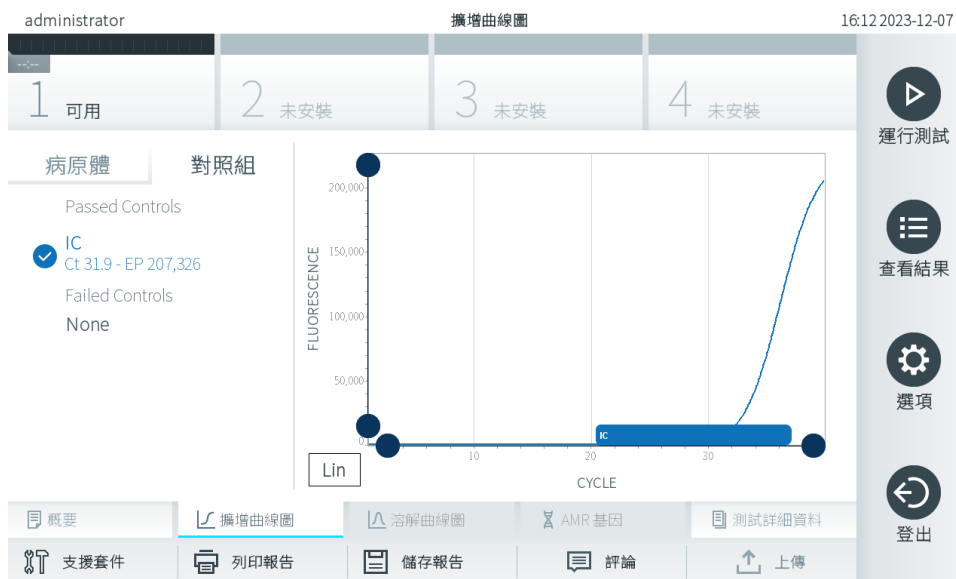 administrator
擴增曲線圖
16:12 2023-12-07
--:--
1 可用
2 未安裝
3 未安裝
4 未安裝
運行測試
查看結果
選項
登出
病原體
對照組
Passed Controls
IC
Ct 31.9 - EP 207,326
Failed Controls
None
FLUORESCENCE
200,000
150,000
100,000
50,000
0
IC
10
20
30
CYCLE
Lin
概要
擴增曲線圖
溶解曲線圖
AMR 基因
測試詳細資料
支援套件
列印報告
儲存報告
評論
上傳